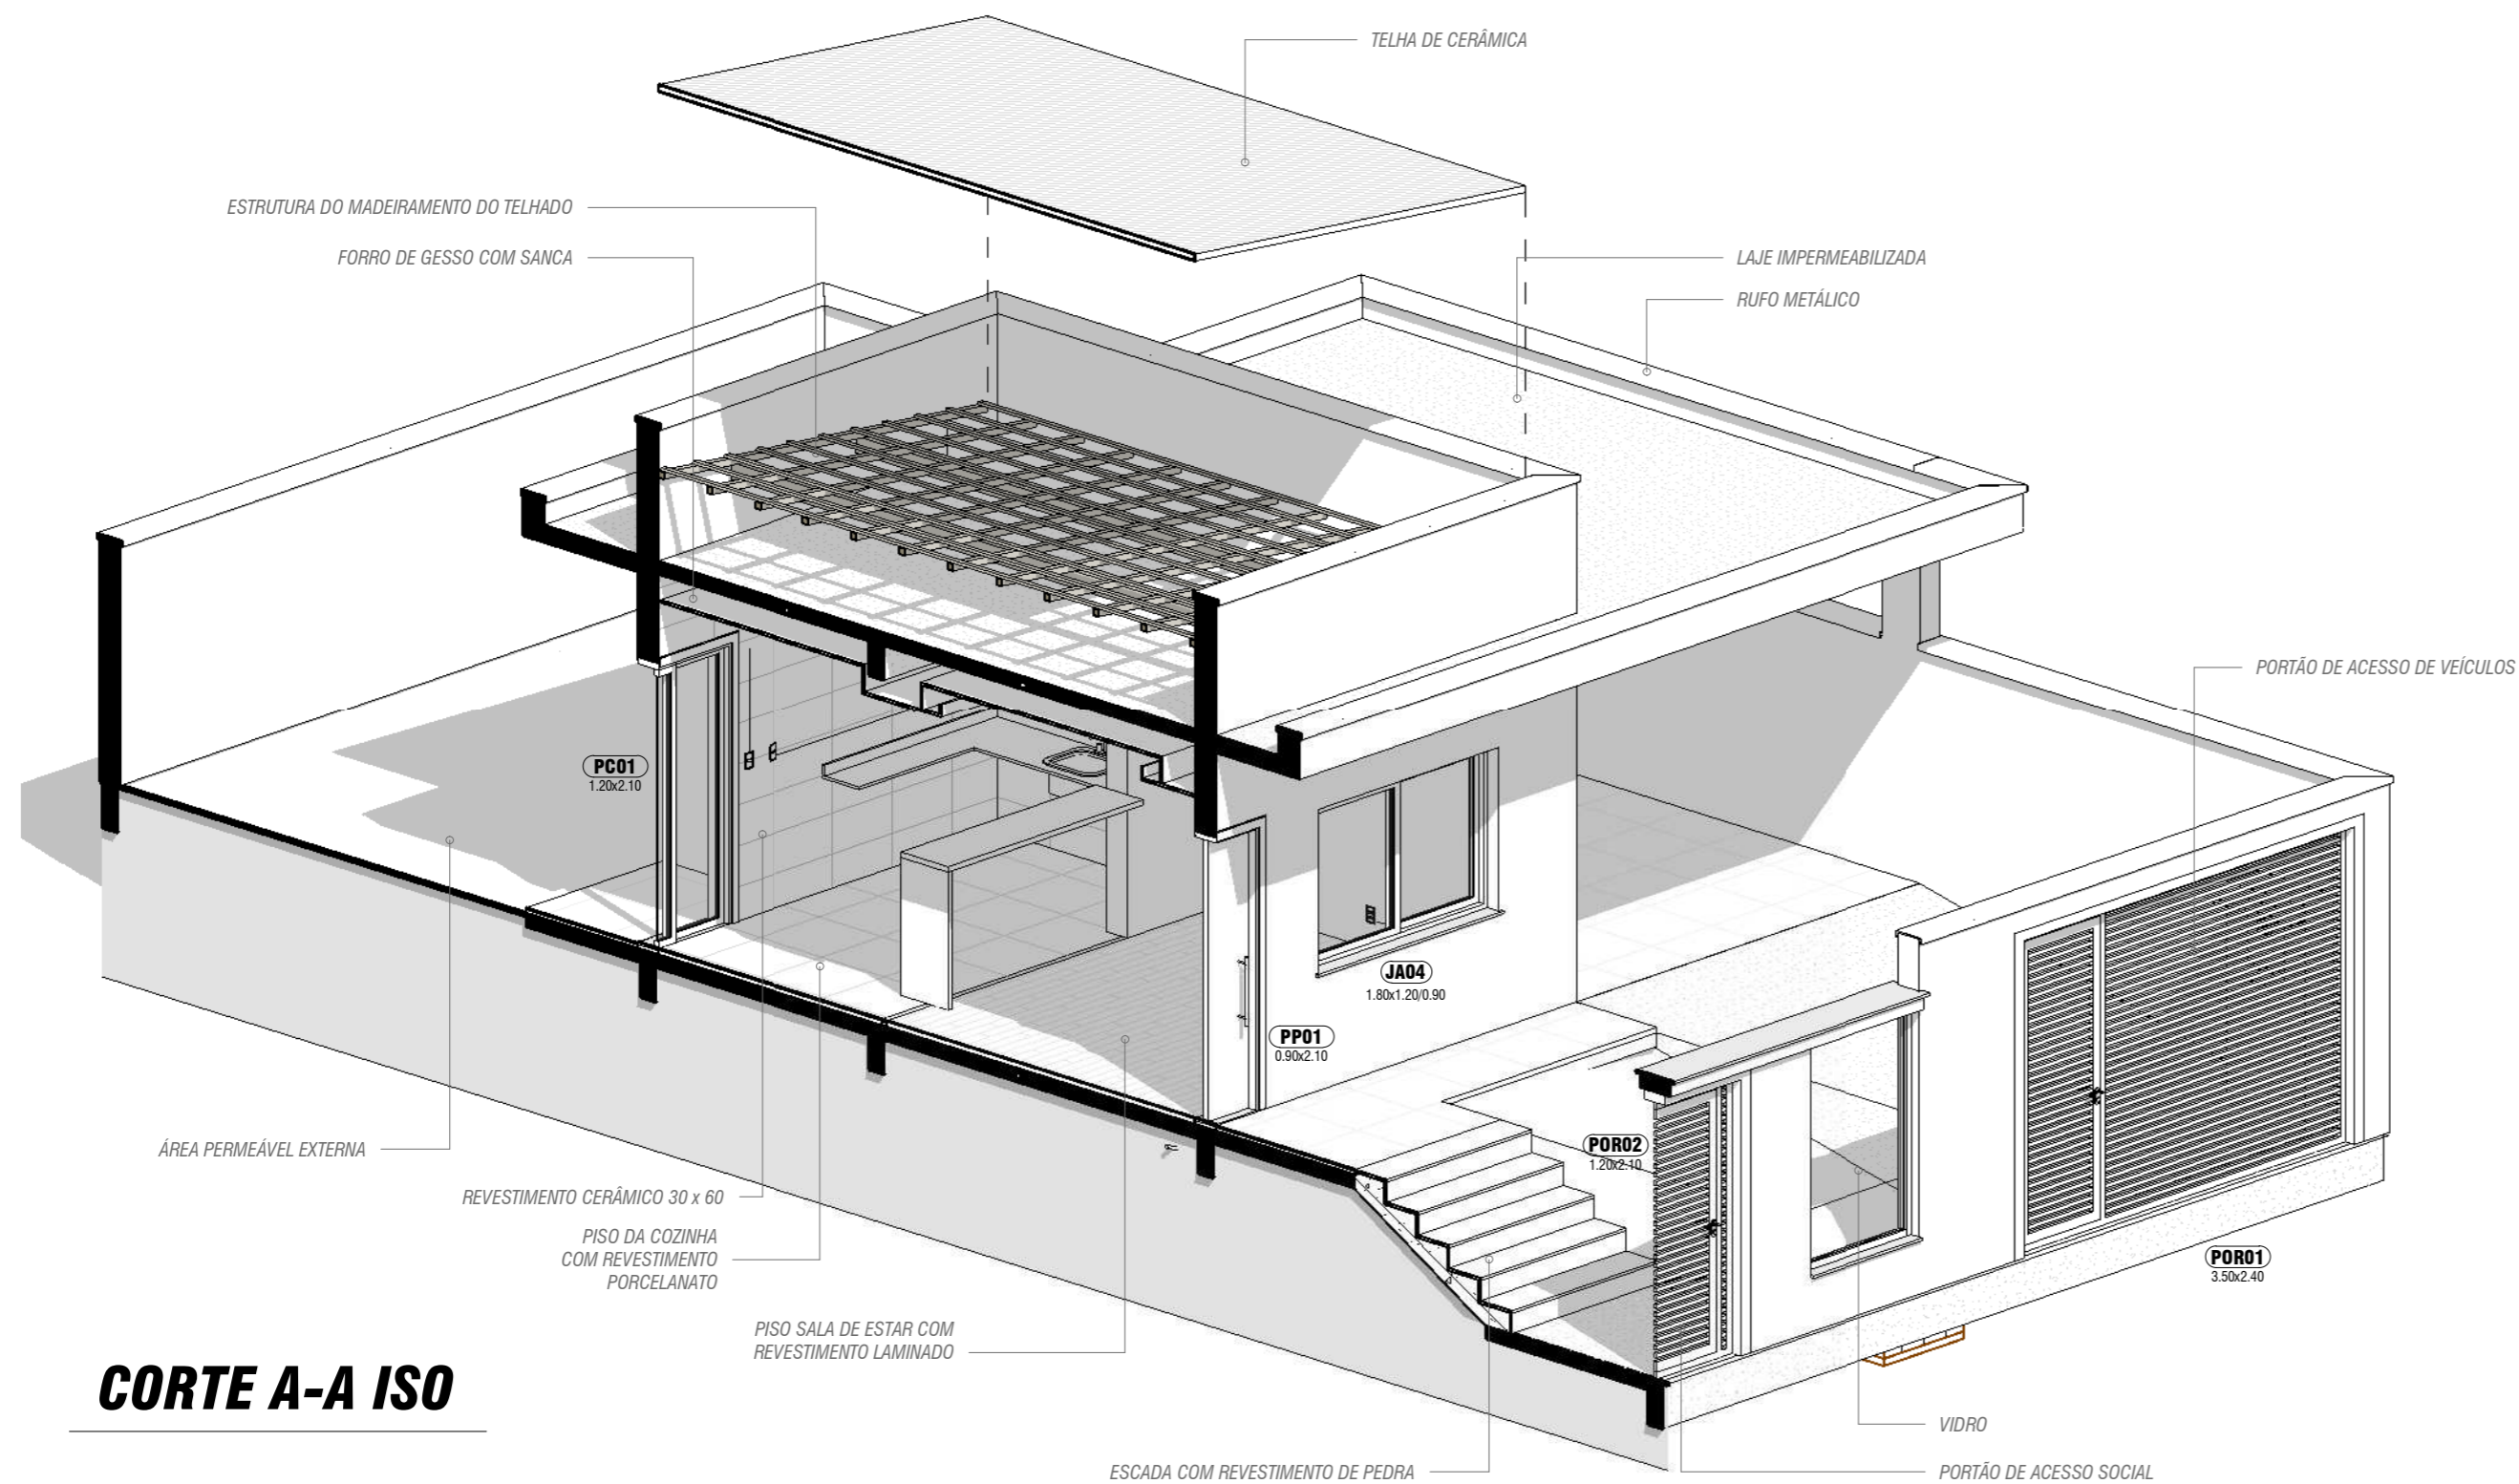 TELHA DE CERÂMICA
ESTRUTURA DO MADEIRAMENTO DO TELHADO
FORRO DE GESSO COM SANCA
LAJE IMPERMEABILIZADA
RUFO METÁLICO
PORTÃO DE ACESSO DE VEÍCULOS
PC01
1.20x2.10
JA04
1.80x1.20/0.90
PP01
0.90x2.10
POR02
1.20x2.10
POR01
3.50x2.40
ÁREA PERMEÁVEL EXTERNA
REVESTIMENTO CERÂMICO 30 x 60
PISO DA COZINHA
COM REVESTIMENTO
PORCELANATO
PISO SALA DE ESTAR COM
REVESTIMENTO LAMINADO
CORTE A-A ISO
VIDRO
ESCADA COM REVESTIMENTO DE PEDRA
PORTÃO DE ACESSO SOCIAL